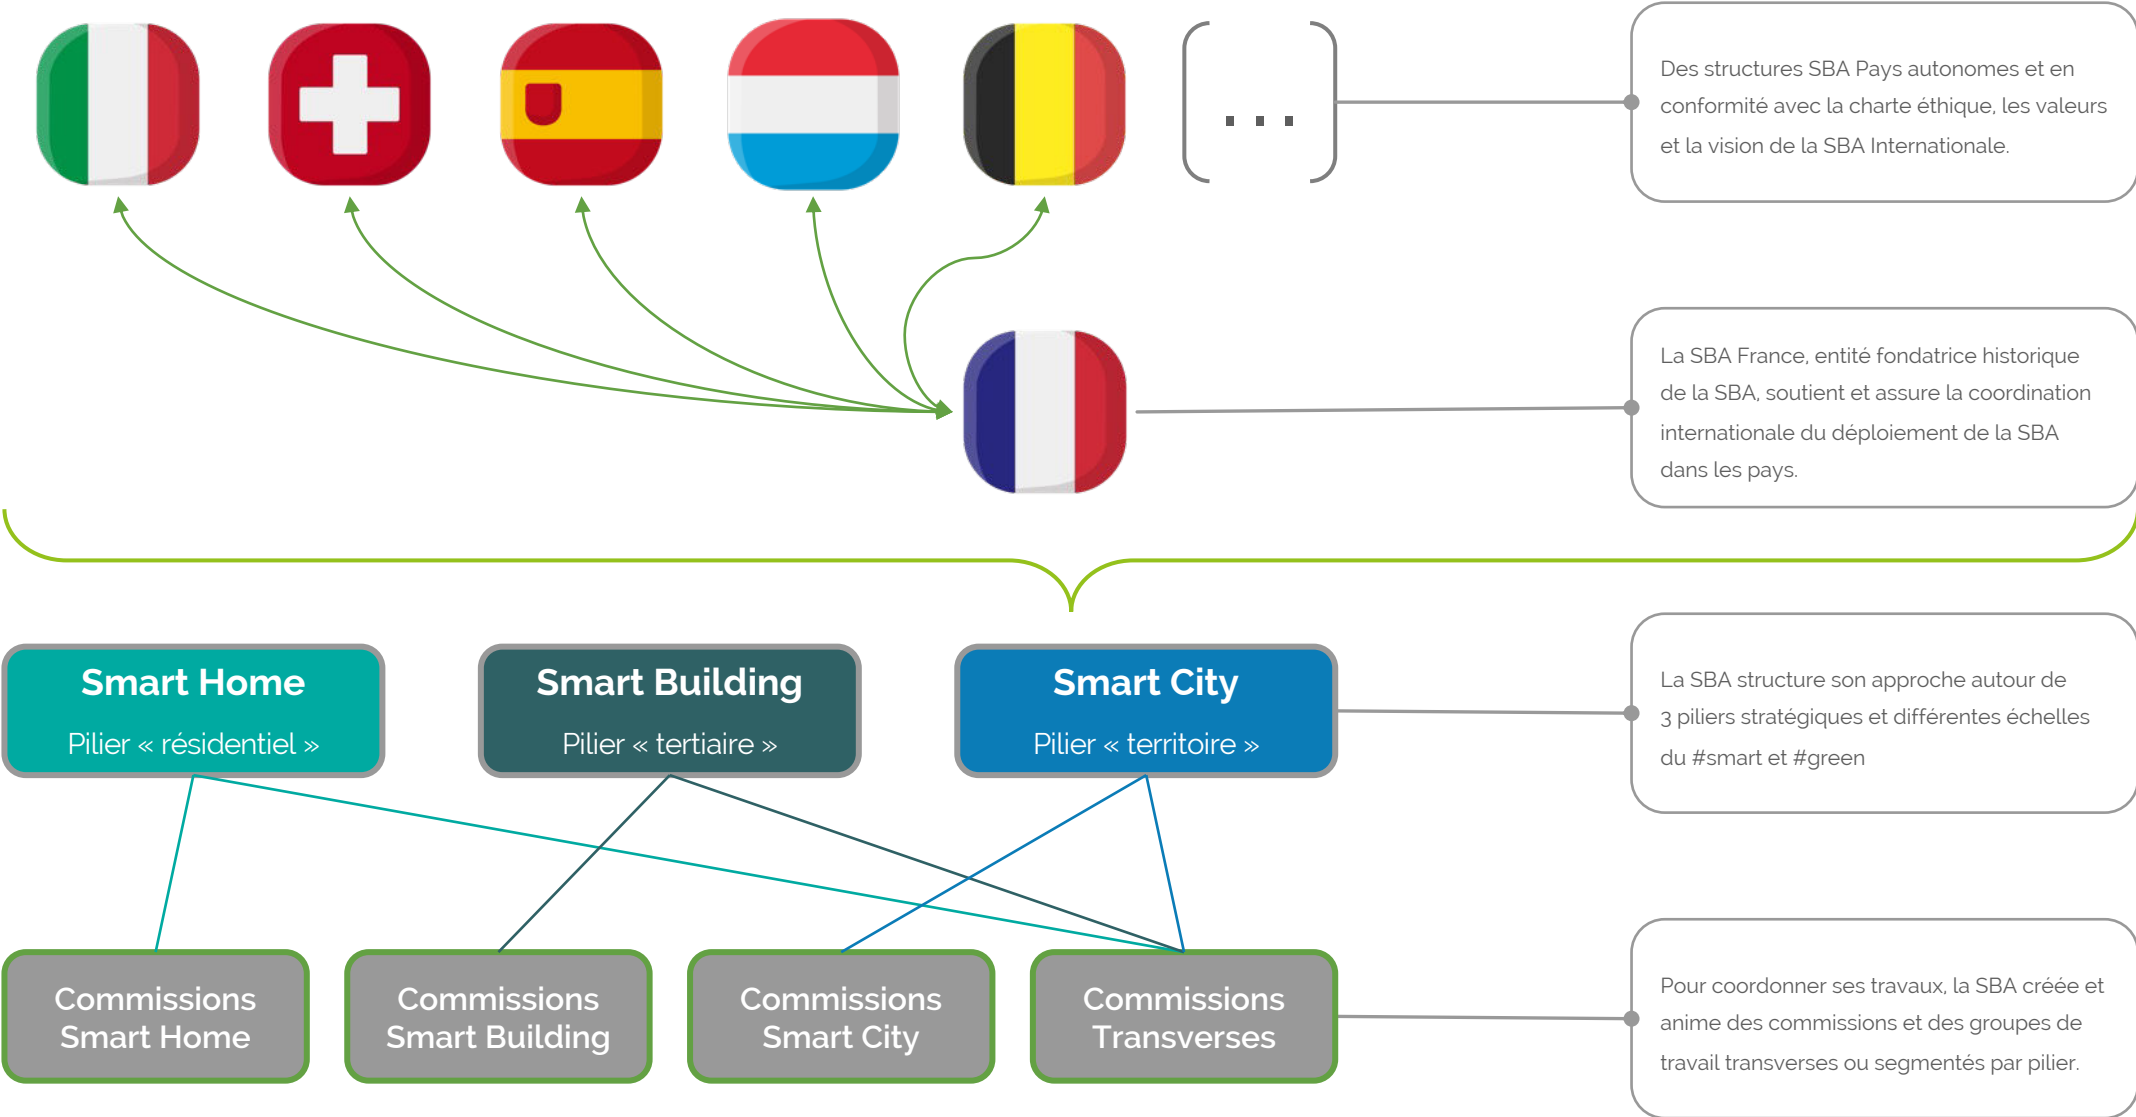 ...
Des structures SBA Pays autonomes et en
conformité avec la charte éthique, les valeurs
et la vision de la SBA Internationale.
La SBA France, entité fondatrice historique
de la SBA, soutient et assure la coordination
internationale du déploiement de la SBA
dans les pays.
Smart Home
Pilier « résidentiel »
Smart Building
Pilier « tertiaire »
Smart City
Pilier « territoire »
La SBA structure son approche autour de
3 piliers stratégiques et différentes échelles
du #smart et #green
Commissions
Smart Home
Commissions
Smart Building
Commissions
Smart City
Commissions
Transverses
Pour coordonner ses travaux, la SBA créée et
anime des commissions et des groupes de
travail transverses ou segmentés par pilier.